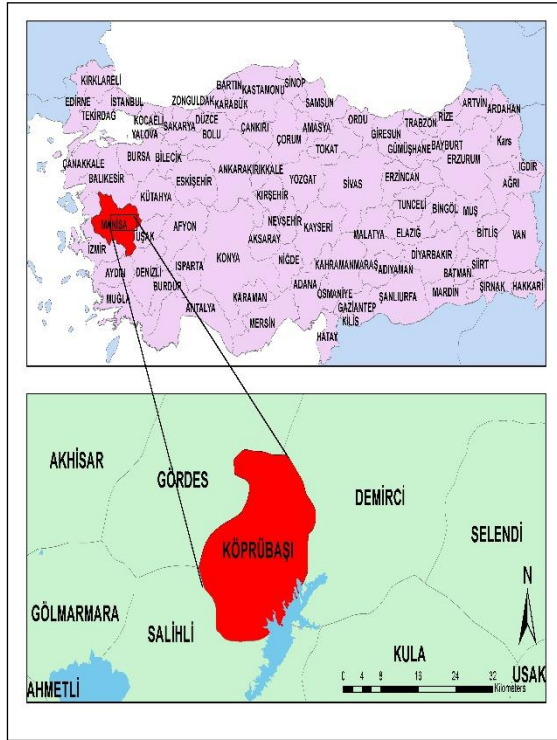 KIRKLARELİ
EDİRNE
TEKİRDAĞ
İSTANBUL
KOCAELİ
YALOVA
SAKARYA
DÜZCE
BOLU
ZONGULDAK
BARTIN
KARABÜK
KASTAMONU
SİNOP
ÇANKIRI
SAMSUN
AMASYA
ÇORUM
TOKAT
ORDU
GİRESUN
GÜMÜŞHANE
TRABZON
RİZE
BAYBURT
ARTVİN
ARDAHAN
Kars
ERZURUM
IGDIR
AĞRI
ÇANAKKALE
BALIKESİR
BURSA
BİLECİK
KÜTAHYA
ESKİŞEHİR
ANKARA
KIRIKKALE
KIRŞEHİR
YOZGAT
SİVAS
ERZİNCAN
TUNCELİ
BİNGÖL
MUŞ
BİTLİS
VAN
MANİSA
İZMİR
UŞAK
AFYON
AYDIN
DENİZLİ
MUĞLA
BURDUR
ISPARTA
ANTALYA
KONYA
AKSARAY
NEVŞEHİR
KAYSERİ
NİĞDE
KARAMAN
MERSİN
ADANA
KAHRAMANMARAŞ
OSMANİYE
GAZİANTEP
KİLİS
HATAY
MALATYA
ELAZIĞ
ADIYAMAN
ŞANLIURFA
DİYARBAKIR
BATMAN
MARDİN
SİİRT
ŞIRNAK
HAKKARİ
AKHİSAR
GÖRDES
DEMİRCİ
SELENDİ
KÖPRÜBAŞI
GÖLMARMARA
SALİHLİ
KULA
USAK
AHMETLİ
N
0 4 8 16 24 32
Kilometers